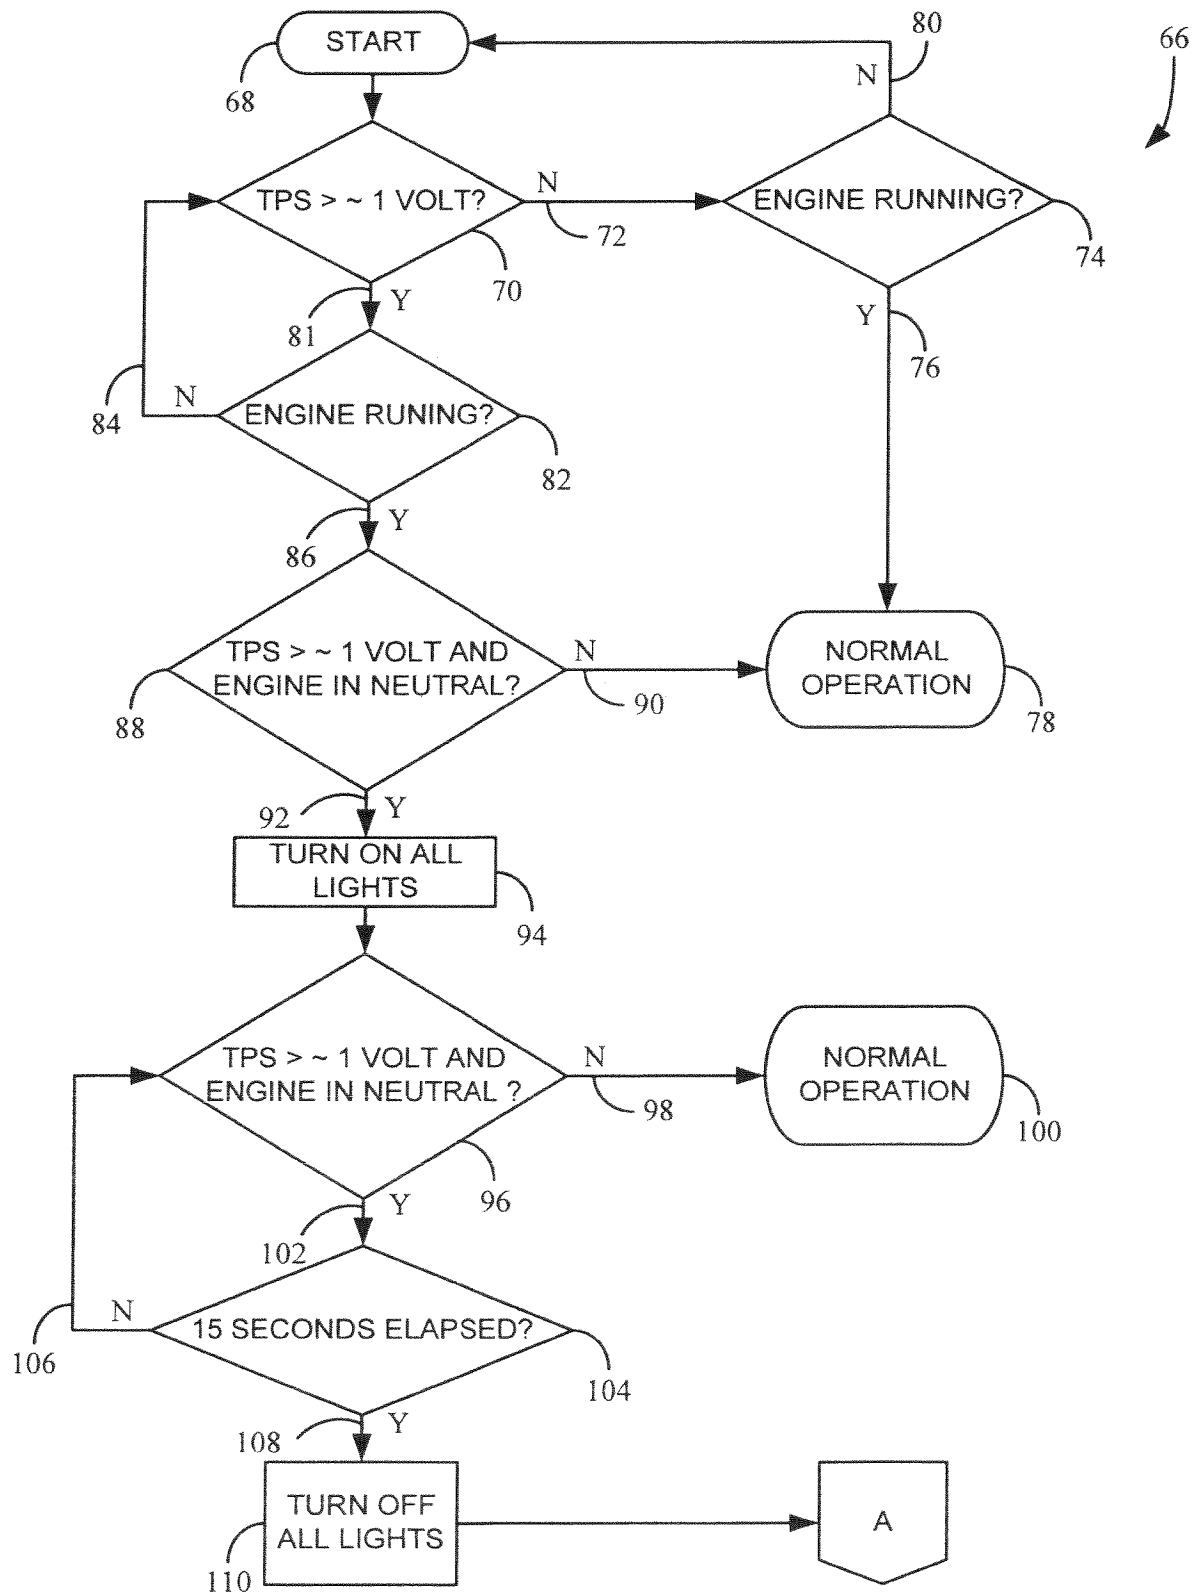 80
66
START
N
68
TPS > ~ 1 VOLT?
N
ENGINE RUNNING?
72
74
70
81
Y
Y
76
84
N
ENGINE RUNING?
82
86
Y
TPS > ~ 1 VOLT AND
ENGINE IN NEUTRAL?
N
NORMAL
OPERATION
88
90
78
92
Y
TURN ON ALL
LIGHTS
94
TPS > ~ 1 VOLT AND
ENGINE IN NEUTRAL ?
N
NORMAL
OPERATION
98
100
96
102
Y
106
N
15 SECONDS ELAPSED?
104
108
Y
TURN OFF
ALL LIGHTS
A
110